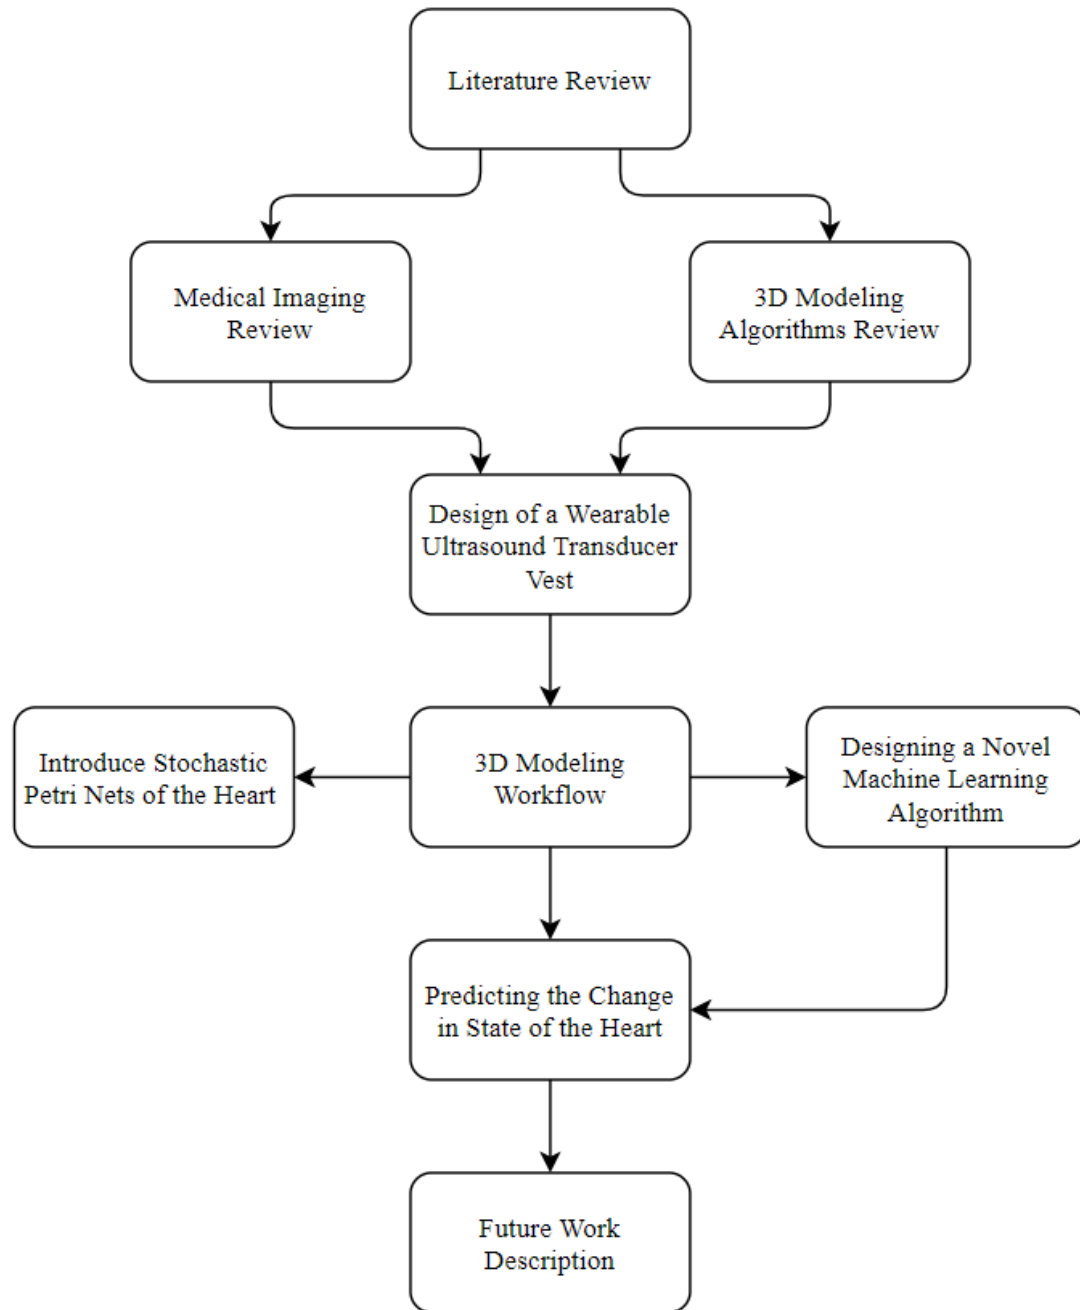 Literature Review
Medical Imaging
Review
3D Modeling
Algorithms Review
Design of a Wearable
Ultrasound Transducer
Vest
Introduce Stochastic
Petri Nets of the Heart
3D Modeling
Workflow
Designing a Novel
Machine Learning
Algorithm
Predicting the Change
in State of the Heart
Future Work
Description